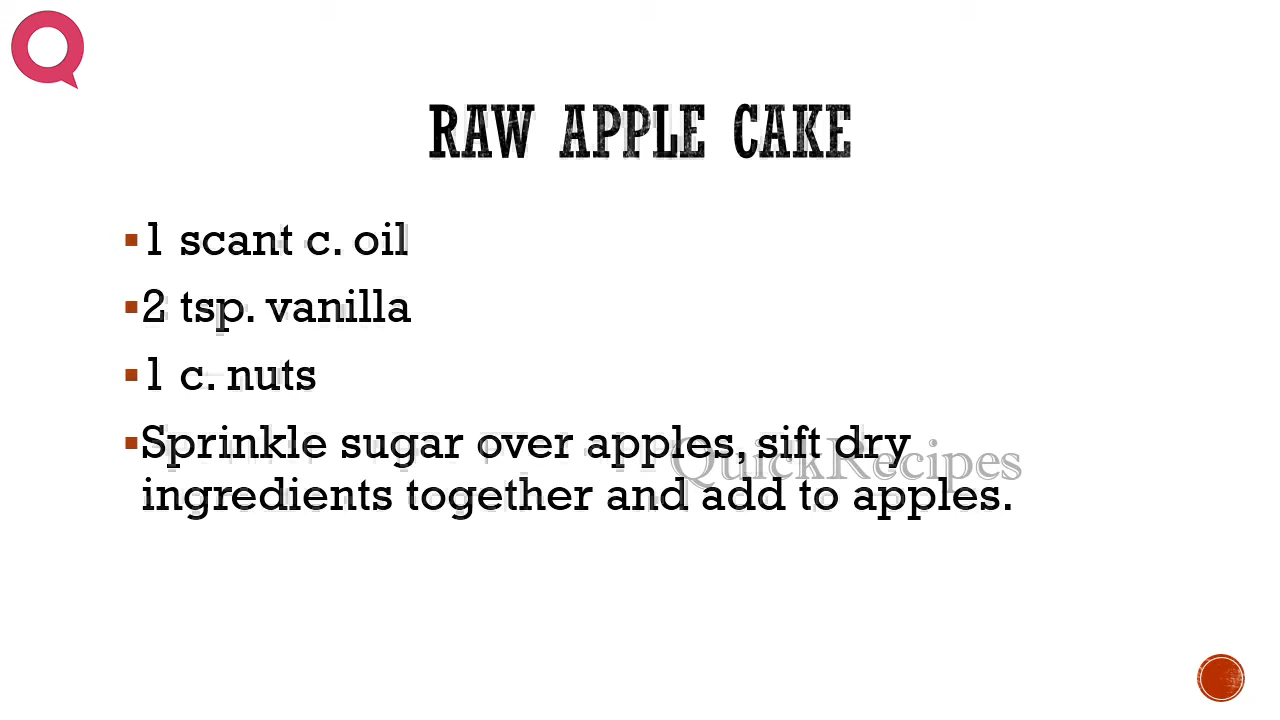 RAW APPLE CAKE
1 scant c. oil
2 tsp. vanilla
1 c. nuts
Sprinkle sugar over apples, sift dry
ingredients together and add to apples.
QuickRecipes